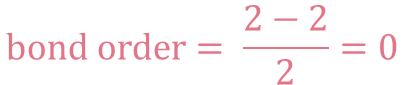 bond order = (2 − 2) / 2 = 0